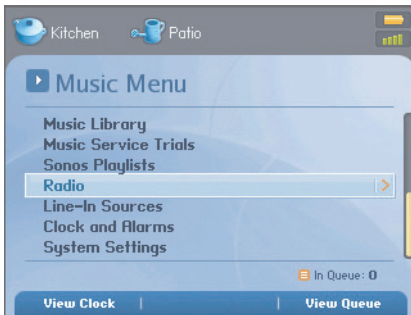 Kitchen Patio
Music Menu
Music Library
Music Service Trials
Sonos Playlists
Radio
Line-In Sources
Clock and Alarms
System Settings
In Queue: 0
View Clock View Queue